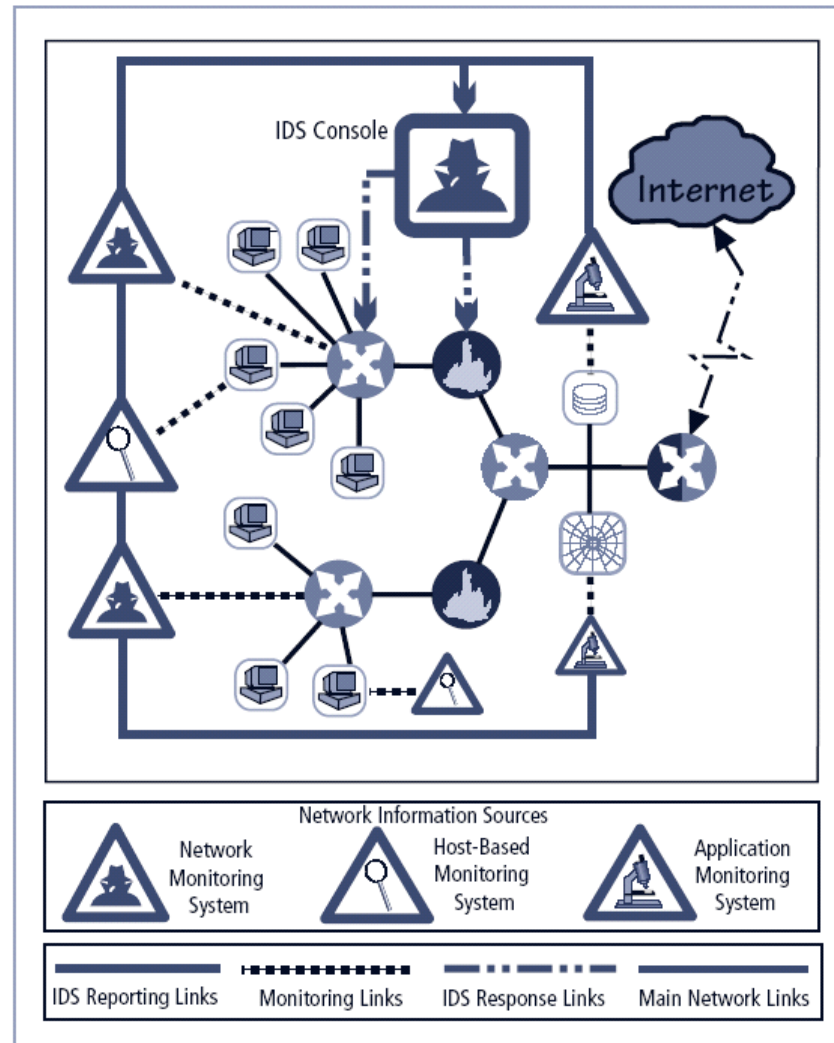 IDS Console
Internet
Network Information Sources
Network
Monitoring
System
Host-Based
Monitoring
System
Application
Monitoring
System
IDS Reporting Links
Monitoring Links
IDS Response Links
Main Network Links